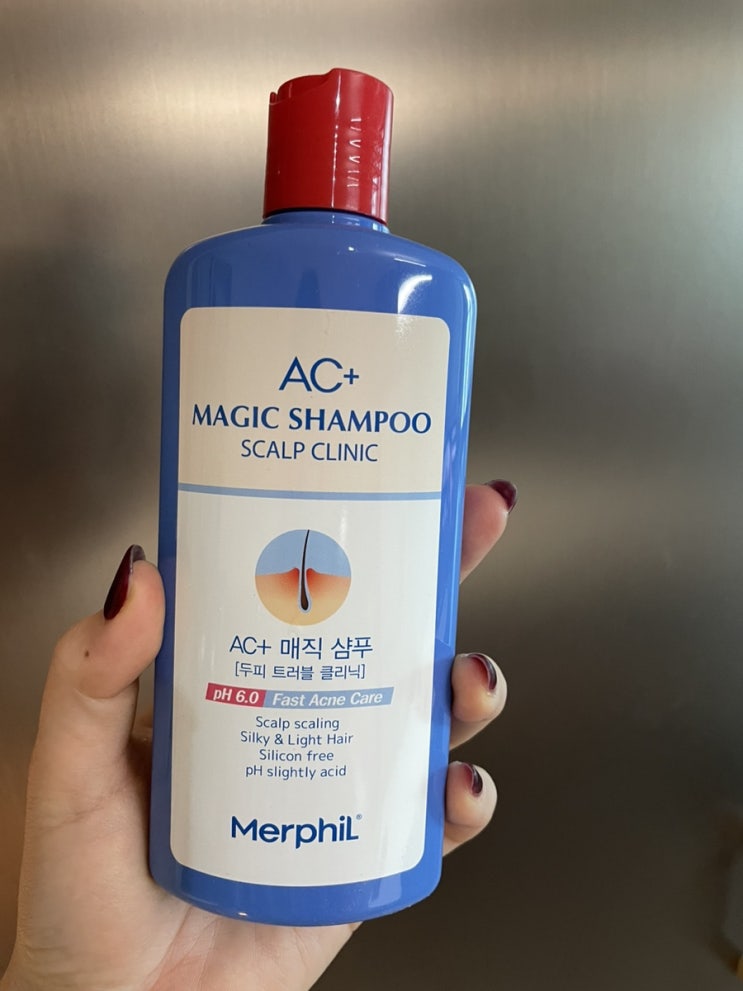 AC+
MAGIC SHAMPOO
SCALP CLINIC
AC+ 매직 샴푸
[두피 트러블 클리닉]
pH 6.0 Fast Acne Care
Scalp scaling
Silky & Light Hair
Silicon free
pH slightly acid
Merphil®